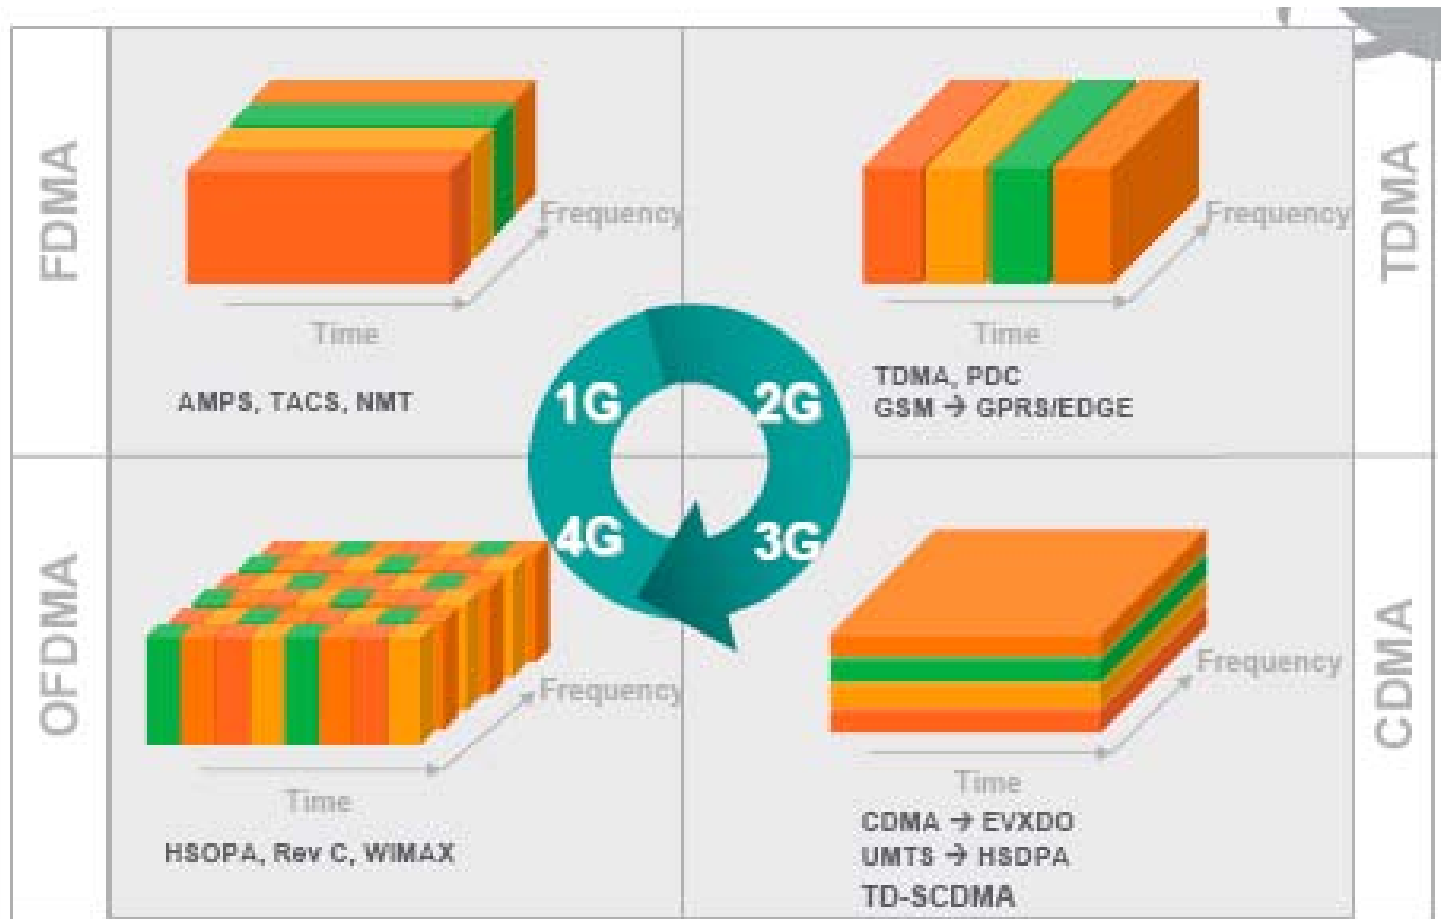 FDMA
Frequency
Time
AMPS, TACS, NMT
TDMA
Frequency
Time
TDMA, PDC
GSM → GPRS/EDGE
1G
2G
4G
3G
OFDMA
Frequency
Time
HSOPA, Rev C, WIMAX
CDMA
Frequency
Time
CDMA → EVXDO
UMTS → HSDPA
TD-SCDMA